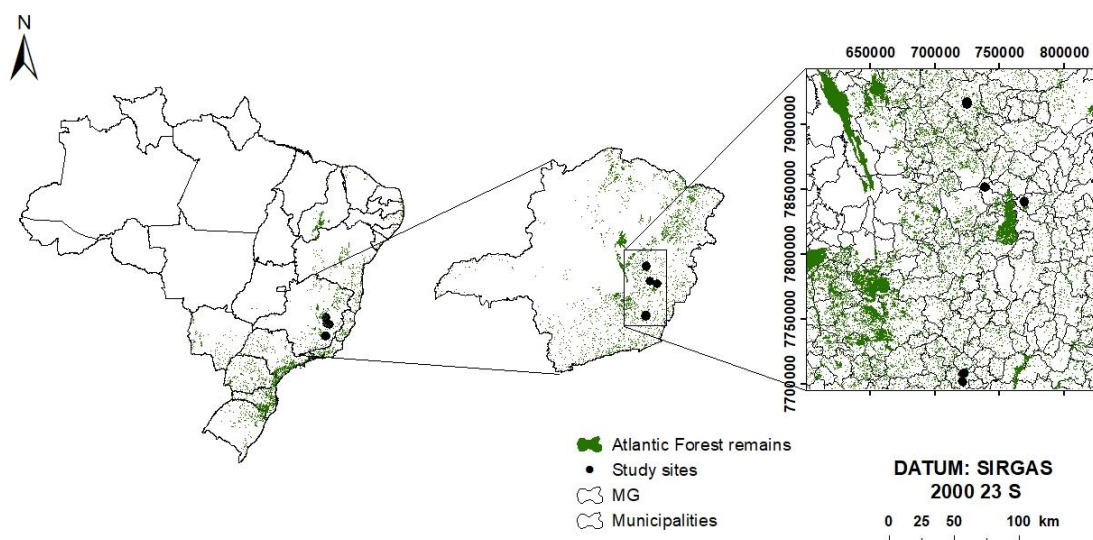 N
650000 700000 750000 800000
7900000
7850000
7800000
7750000
7700000
Atlantic Forest remains
Study sites
MG
Municipalities
DATUM: SIRGAS
2000 23 S
0 25 50 100 km